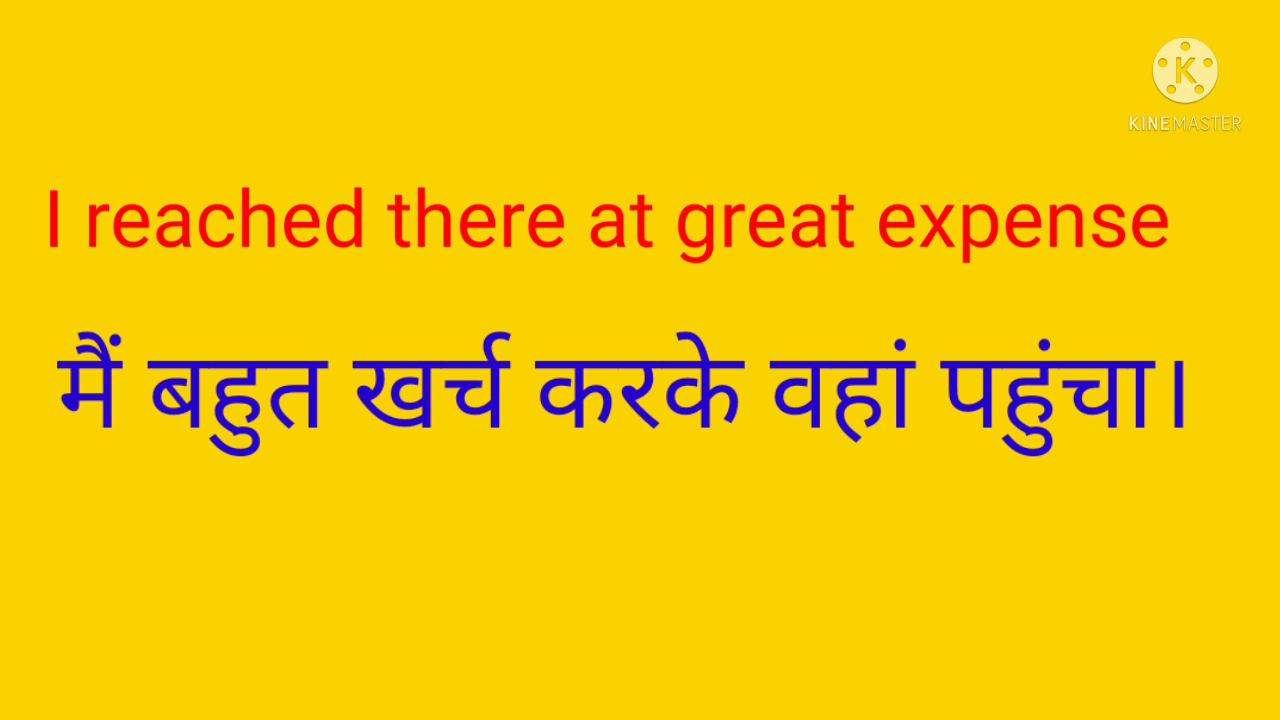 KINEMASTER
I reached there at great expense
मैं बहुत खर्च करके वहां पहुंचा।